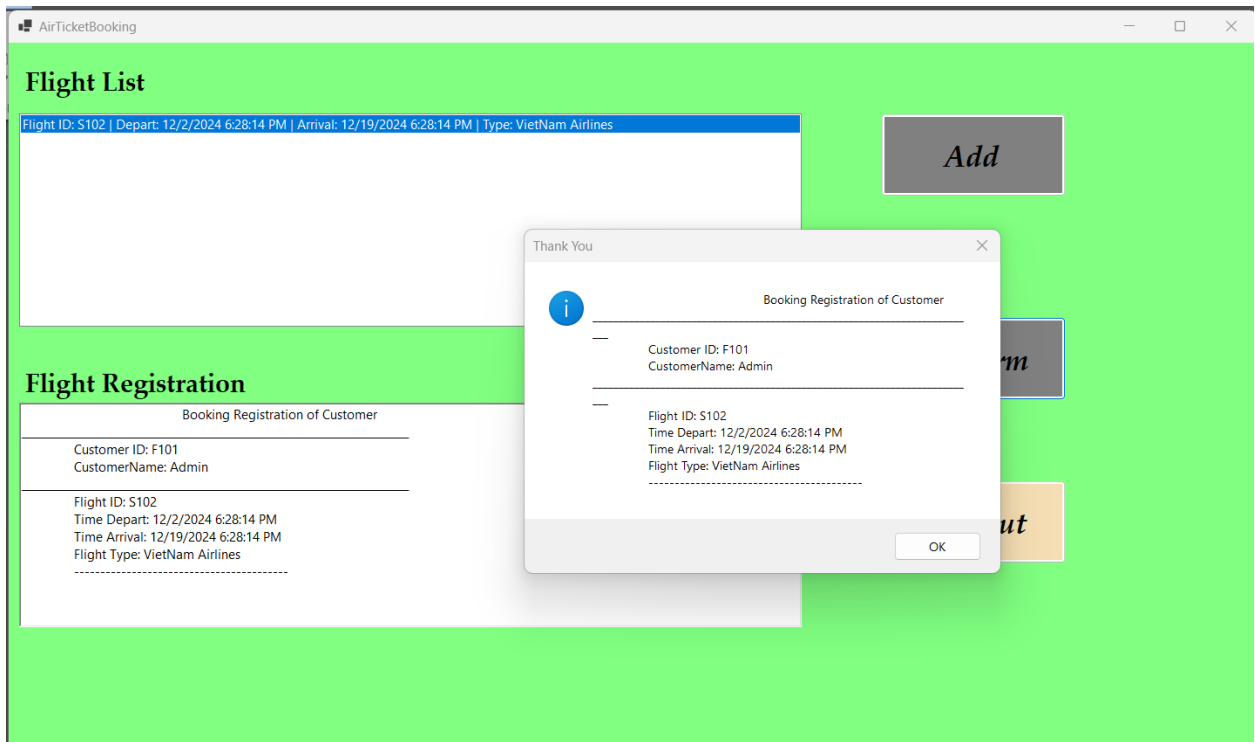 AirTicketBooking
Flight List
Flight ID: S102 | Depart: 12/2/2024 6:28:14 PM | Arrival: 12/19/2024 6:28:14 PM | Type: VietNam Airlines
Add
Thank You
Booking Registration of Customer
Customer ID: F101
CustomerName: Admin
Flight ID: S102
Time Depart: 12/2/2024 6:28:14 PM
Time Arrival: 12/19/2024 6:28:14 PM
Flight Type: VietNam Airlines
----------------------------------------
OK
Flight Registration
Booking Registration of Customer
Customer ID: F101
CustomerName: Admin
Flight ID: S102
Time Depart: 12/2/2024 6:28:14 PM
Time Arrival: 12/19/2024 6:28:14 PM
Flight Type: VietNam Airlines
----------------------------------------